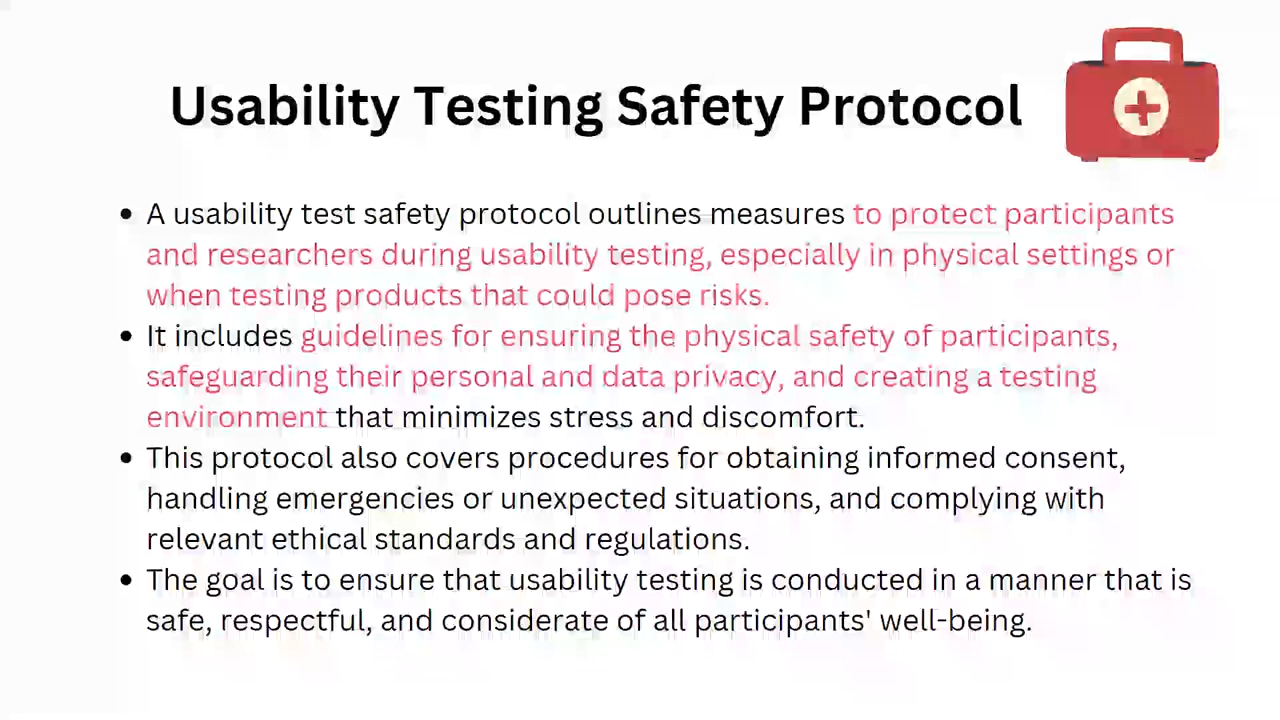 Usability Testing Safety Protocol
• A usability test safety protocol outlines measures to protect participants
and researchers during usability testing, especially in physical settings or
when testing products that could pose risks.
• It includes guidelines for ensuring the physical safety of participants,
safeguarding their personal and data privacy, and creating a testing
environment that minimizes stress and discomfort.
• This protocol also covers procedures for obtaining informed consent,
handling emergencies or unexpected situations, and complying with
relevant ethical standards and regulations.
• The goal is to ensure that usability testing is conducted in a manner that is
safe, respectful, and considerate of all participants' well-being.